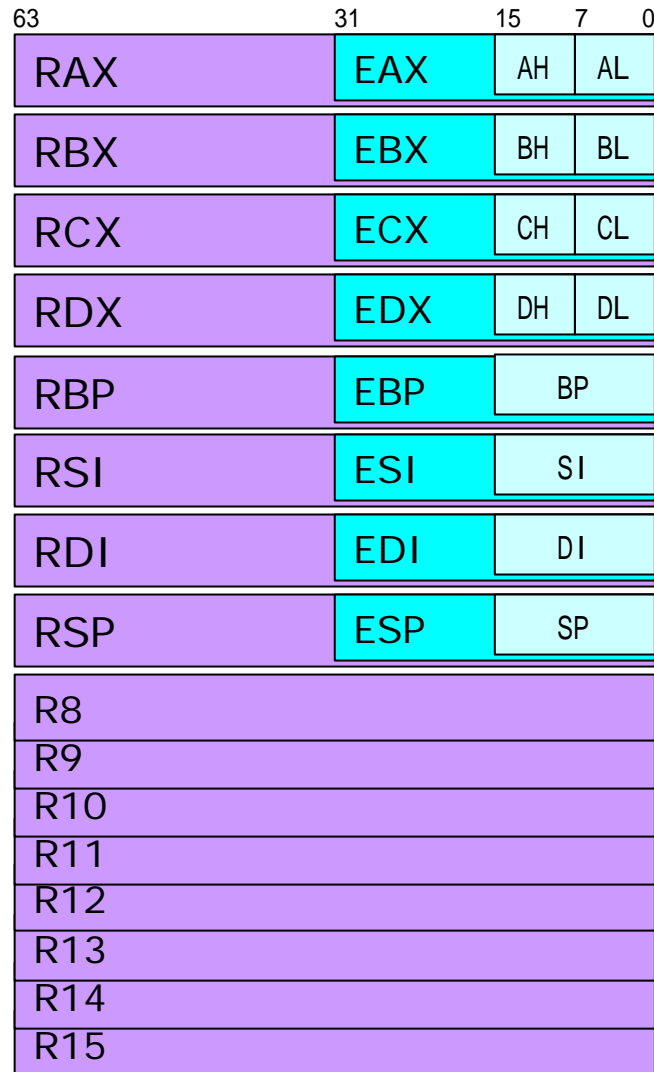 63 31 15 7 0
RAX EAX AH AL
RBX EBX BH BL
RCX ECX CH CL
RDX EDX DH DL
RBP EBP BP
RSI ESI SI
RDI EDI DI
RSP ESP SP
R8
R9
R10
R11
R12
R13
R14
R15